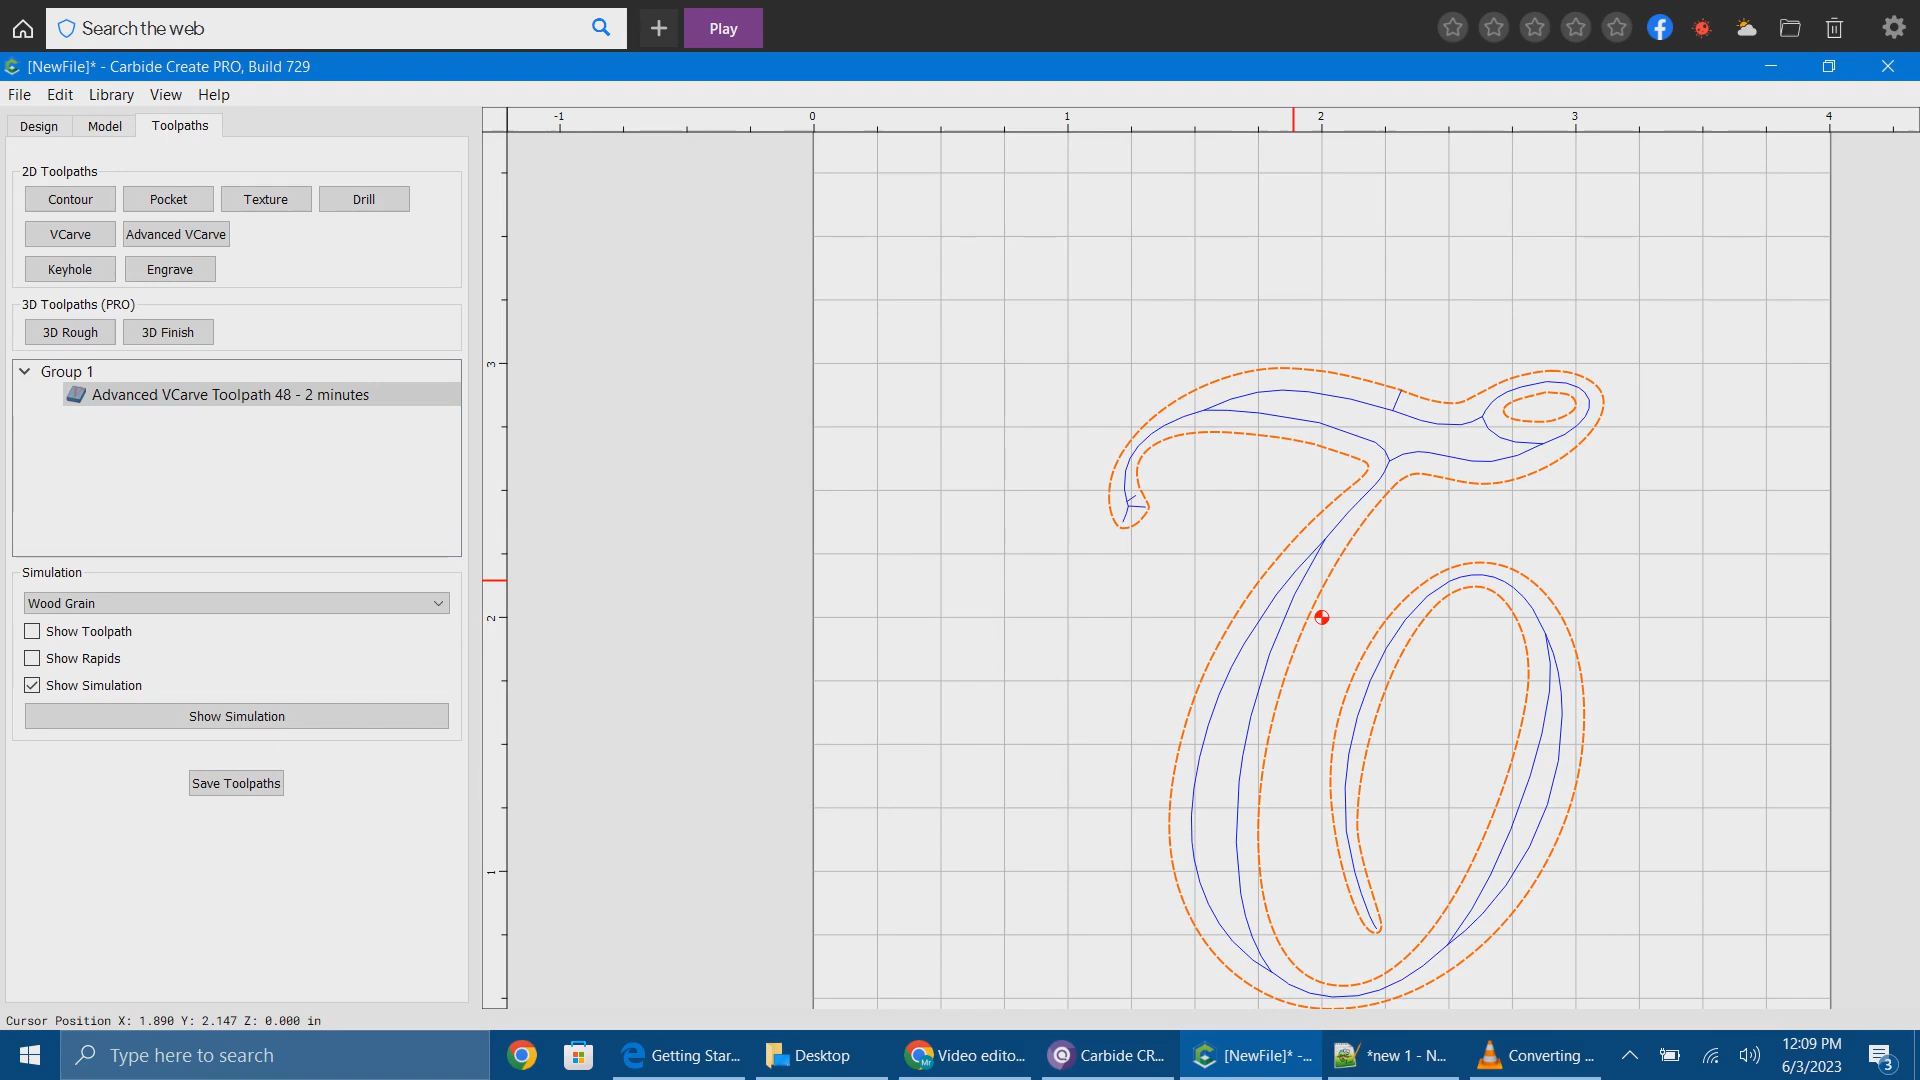 Search the web
Play
[NewFile]* - Carbide Create PRO, Build 729
File Edit Library View Help
Design Model Toolpaths
-1 0 1 2 3 4
2D Toolpaths
Contour Pocket Texture Drill
VCarve Advanced VCarve
Keyhole Engrave
3D Toolpaths (PRO)
3D Rough 3D Finish
3
Group 1
Advanced VCarve Toolpath 48 - 2 minutes
Simulation
Wood Grain
2
Show Toolpath
Show Rapids
Show Simulation
Show Simulation
Save Toolpaths
1
Cursor Position X: 1.890 Y: 2.147 Z: 0.000 in
Type here to search
Getting Star...
Desktop
Video edito...
Carbide CR...
[NewFile]* -...
*new 1 - N...
Converting ...
12:09 PM
6/3/2023
3